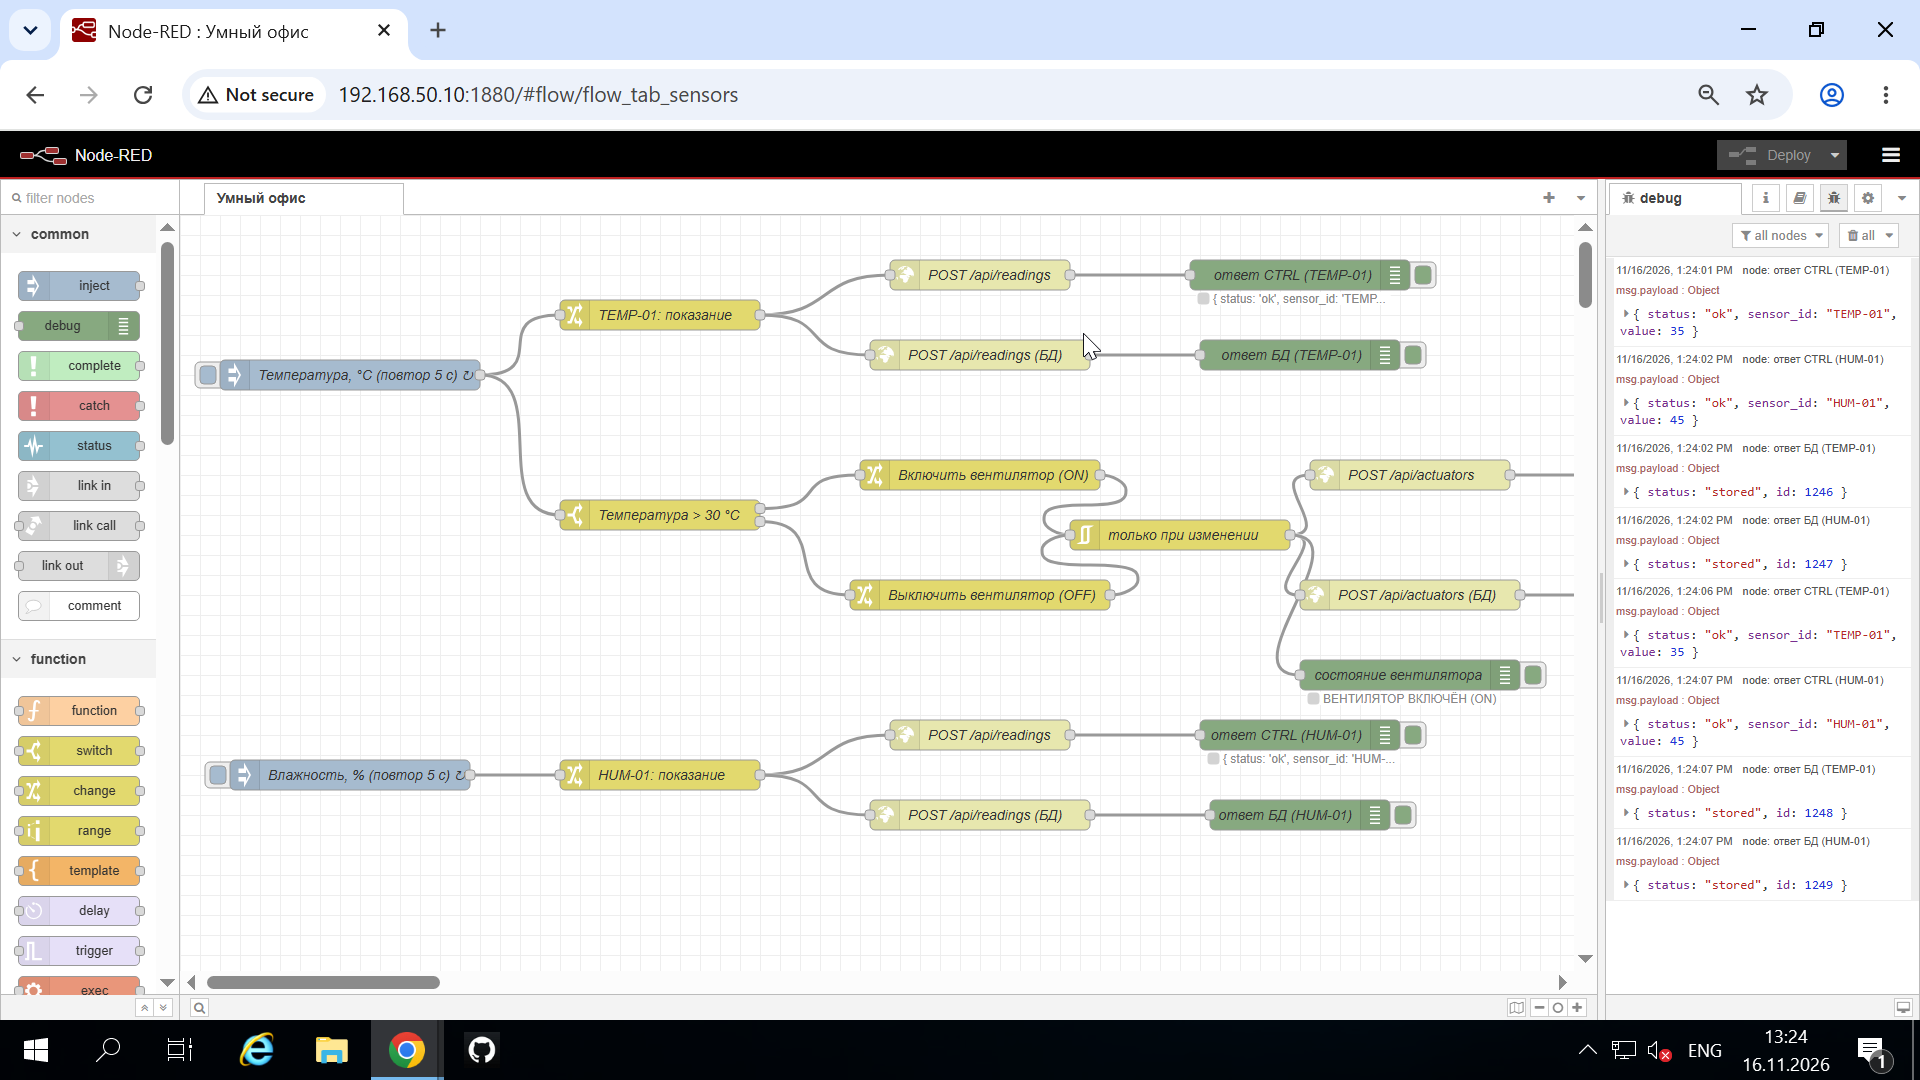 Node-RED : Умный офис
Not secure
192.168.50.10:1880/#flow/flow_tab_sensors
Node-RED
Deploy
filter nodes
Умный офис
debug
i
all nodes
all
common
inject
debug
complete
catch
status
link in
link call
link out
comment
function
function
switch
change
range
template
delay
trigger
exec
POST /api/readings
ответ CTRL (TEMP-01)
{ status: 'ok', sensor_id: 'TEMP...
TEMP-01: показание
POST /api/readings (БД)
ответ БД (TEMP-01)
Температура, °C (повтор 5 с) ↻
Включить вентилятор (ON)
POST /api/actuators
Температура > 30 °C
только при изменении
Выключить вентилятор (OFF)
POST /api/actuators (БД)
состояние вентилятора
ВЕНТИЛЯТОР ВКЛЮЧЁН (ON)
POST /api/readings
ответ CTRL (HUM-01)
{ status: 'ok', sensor_id: 'HUM-...
Влажность, % (повтор 5 с) ↻
HUM-01: показание
POST /api/readings (БД)
ответ БД (HUM-01)
11/16/2026, 1:24:01 PM node: ответ CTRL (TEMP-01)
msg.payload : Object
{ status: "ok", sensor_id: "TEMP-01",
value: 35 }
11/16/2026, 1:24:02 PM node: ответ CTRL (HUM-01)
msg.payload : Object
{ status: "ok", sensor_id: "HUM-01",
value: 45 }
11/16/2026, 1:24:02 PM node: ответ БД (TEMP-01)
msg.payload : Object
{ status: "stored", id: 1246 }
11/16/2026, 1:24:02 PM node: ответ БД (HUM-01)
msg.payload : Object
{ status: "stored", id: 1247 }
11/16/2026, 1:24:06 PM node: ответ CTRL (TEMP-01)
msg.payload : Object
{ status: "ok", sensor_id: "TEMP-01",
value: 35 }
11/16/2026, 1:24:07 PM node: ответ CTRL (HUM-01)
msg.payload : Object
{ status: "ok", sensor_id: "HUM-01",
value: 45 }
11/16/2026, 1:24:07 PM node: ответ БД (TEMP-01)
msg.payload : Object
{ status: "stored", id: 1248 }
11/16/2026, 1:24:07 PM node: ответ БД (HUM-01)
msg.payload : Object
{ status: "stored", id: 1249 }
ENG
13:24
16.11.2026
1